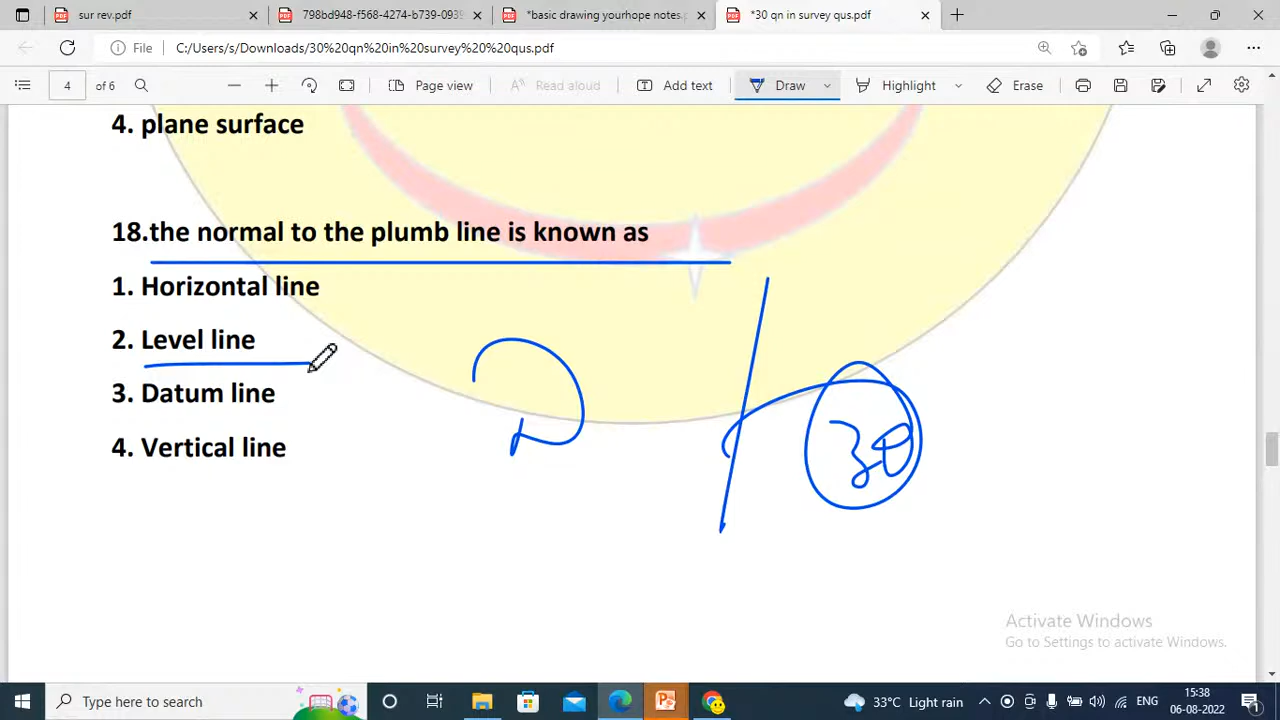 sur rev.pdf
798bd948-f568-4274-b739-0939
*basic drawing yourhope notes.p
*30 qn in survey qus.pdf
File
C:/Users/s/Downloads/30%20qn%20in%20survey%20%20qus.pdf
4 of 6
Page view
Read aloud
Add text
Draw
Highlight
Erase
4. plane surface
18.the normal to the plumb line is known as
1. Horizontal line
2. Level line
3. Datum line
4. Vertical line
30
Activate Windows
Go to Settings to activate Windows.
Type here to search
33°C Light rain
ENG
15:38
06-08-2022
1